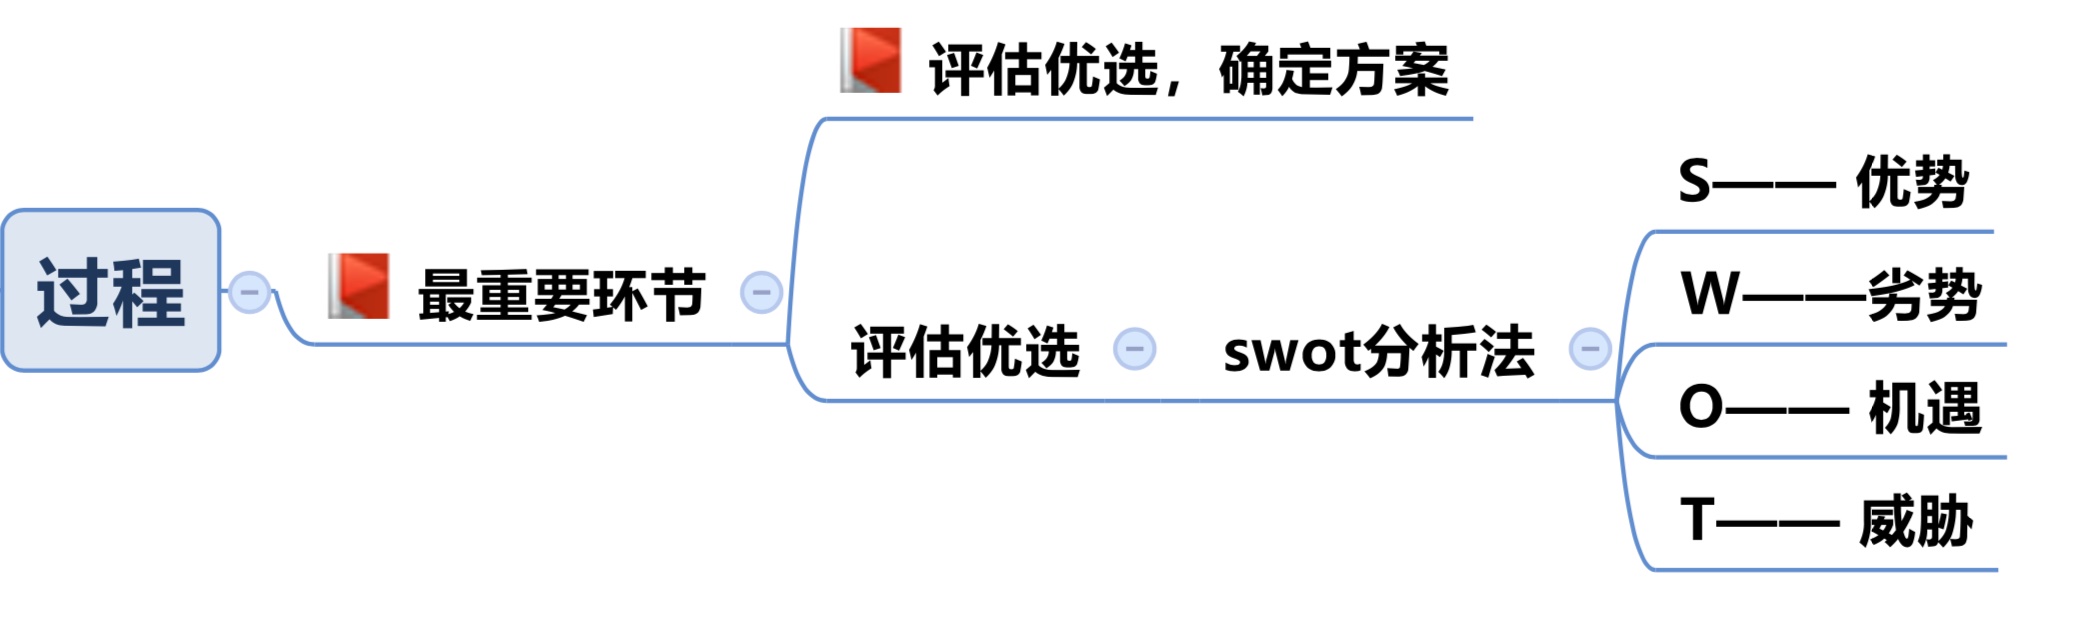 评估优选，确定方案
S—— 优势
过程
最重要环节
W——劣势
评估优选
swot分析法
O—— 机遇
T—— 威胁